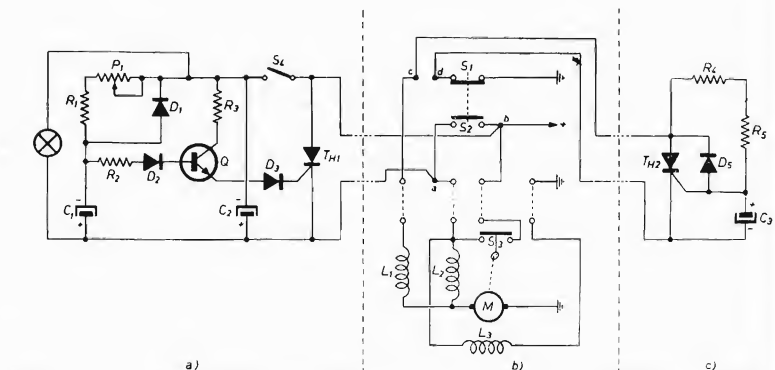 P1
S4
R1
D1
R3
R2
D2
Q
D3
TH1
C1
-
+
C2
-
+
a)
c
d
S1
S2
b
+
a
S3
L1
L2
M
L3
b)
R4
R5
TH2
D5
C3
+
-
c)